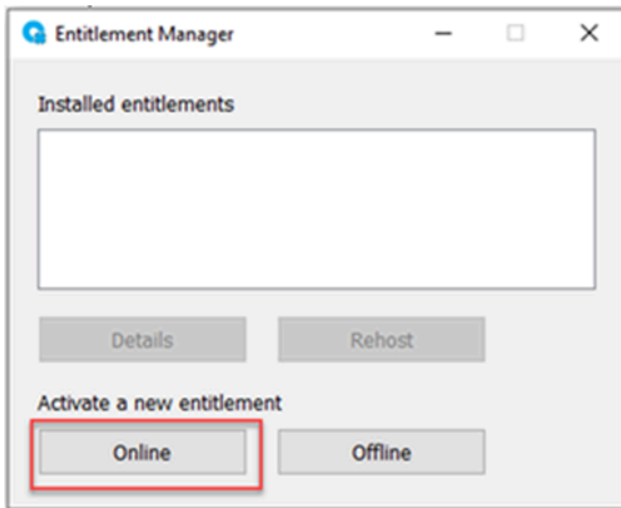 Entitlement Manager
Installed entitlements
Details Rehost
Activate a new entitlement
Online Offline